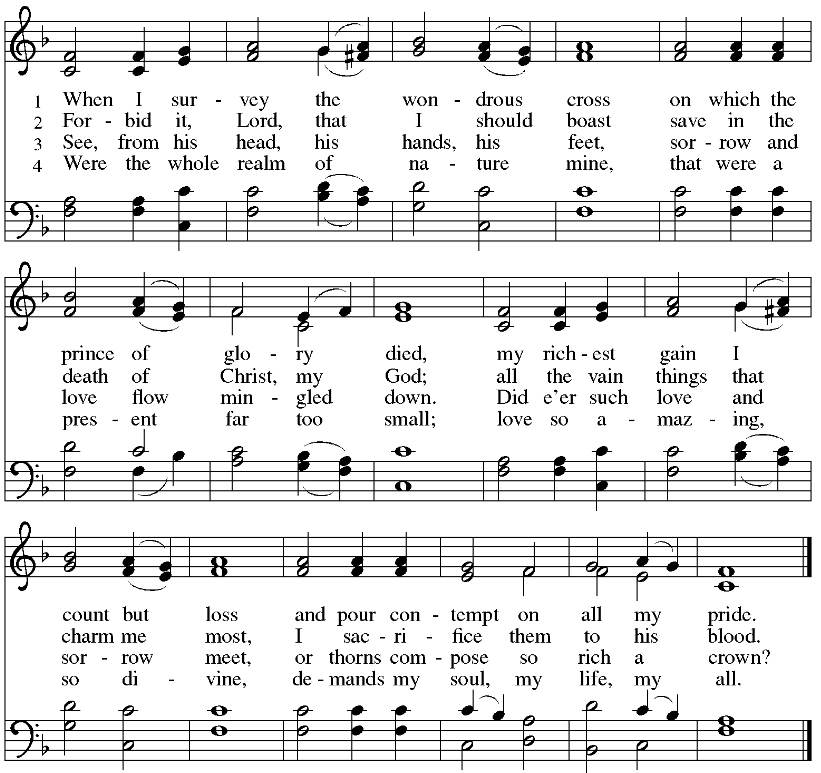 1 When I sur - vey the won - drous cross on which the
2 For - bid it, Lord, that I should boast save in the
3 See, from his head, his hands, his feet, sor - row and
4 Were the whole realm of na - ture mine, that were a
prince of glo - ry died, my rich - est gain I
death of Christ, my God; all the vain things that
love flow min - gled down. Did e'er such love and
pres - ent far too small; love so a - maz - ing,
count but loss and pour con - tempt on all my pride.
charm me most, I sac - ri - fice them to his blood.
sor - row meet, or thorns com - pose so rich a crown?
so di - vine, de - mands my soul, my life, my all.